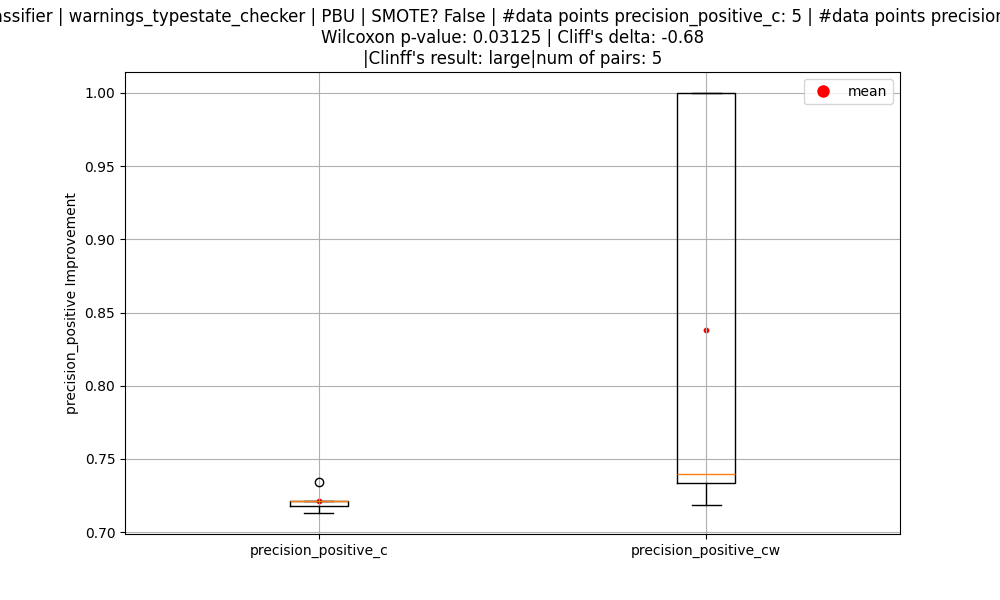 | warnings_typestate_checker | PBU | SMOTE? False | #data points precision_positive_c: 5 | #data points
Wilcoxon p-value: 0.03125 | Cliff's delta: -0.68
|Clinff's result: large|num of pairs: 5
mean
1.00
0.95
0.90
0.85
0.80
0.75
0.70
precision_positive Improvement
precision_positive_c
precision_positive_cw